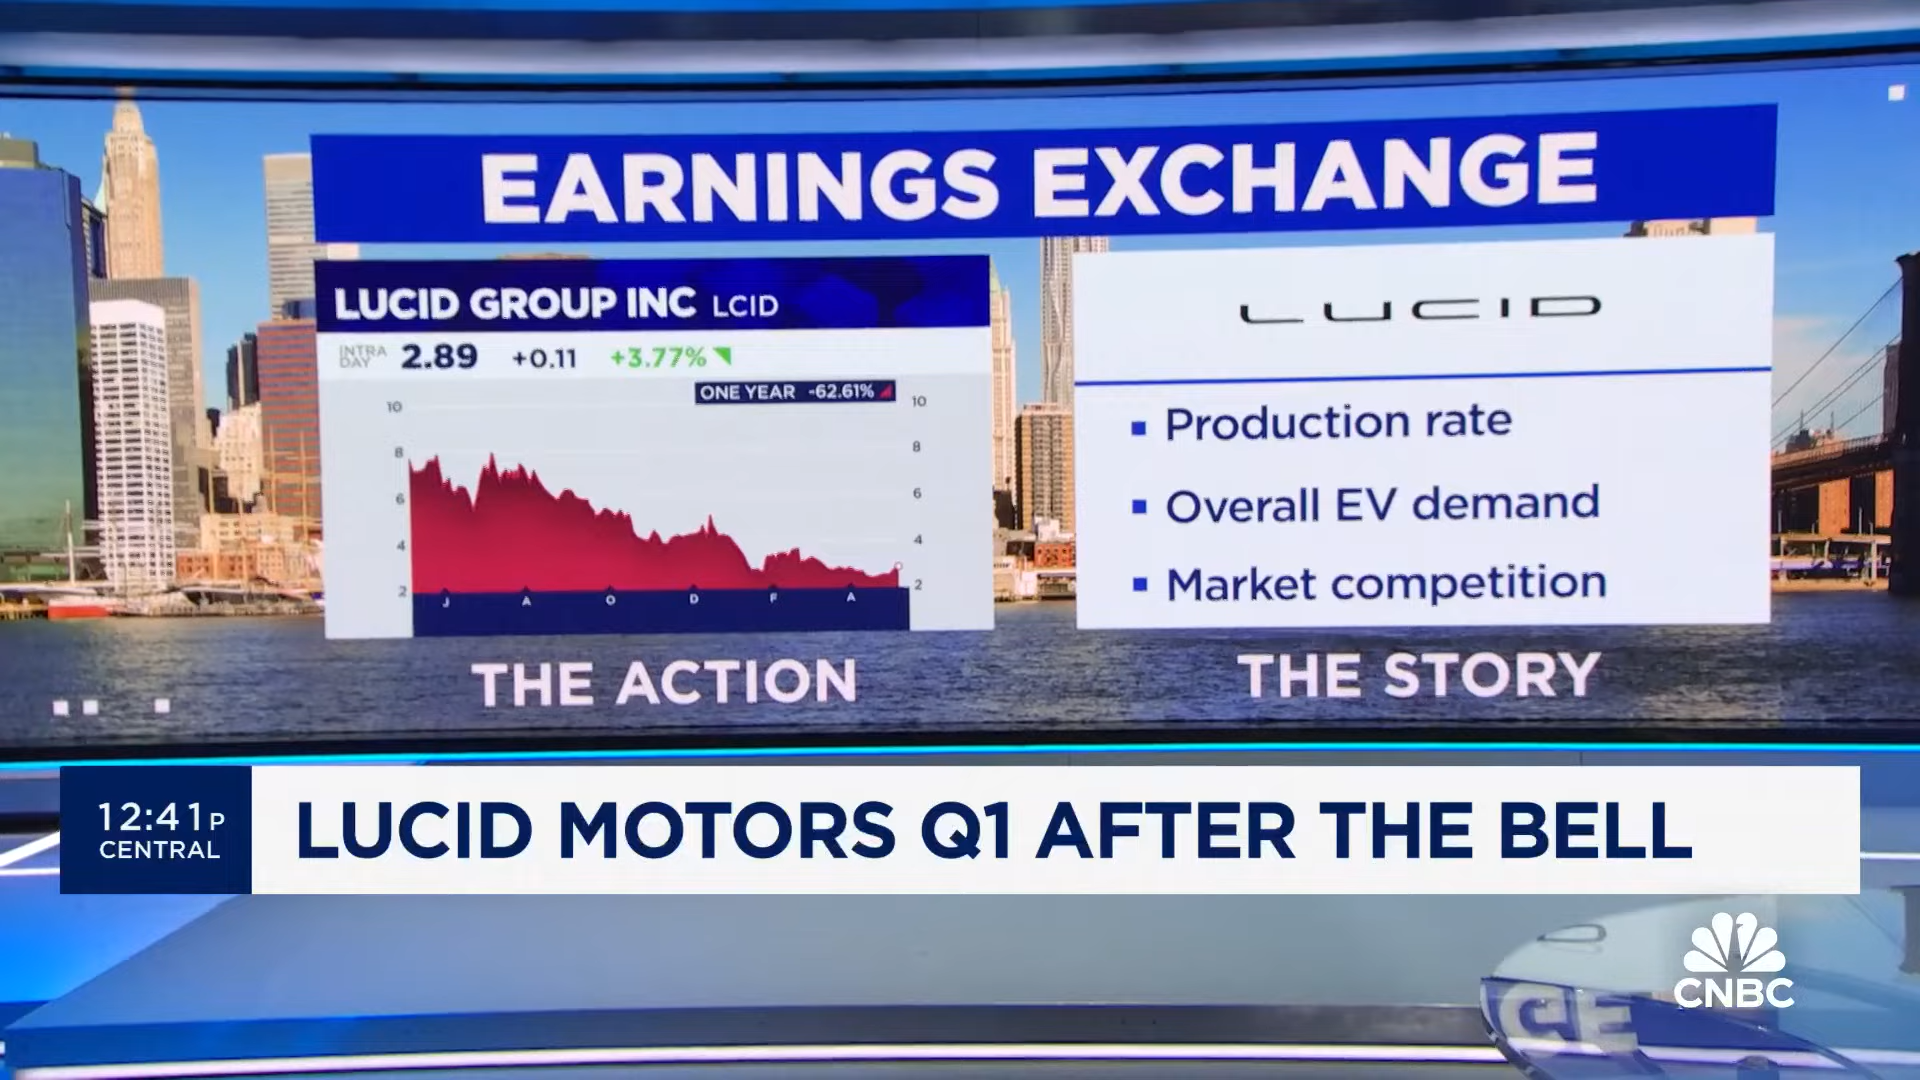 EARNINGS EXCHANGE
LUCID GROUP INC LCID
INTRA
DAY
2.89 +0.11 +3.77%
ONE YEAR -62.61%
10 10
8 8
6 6
4 4
2 2
J A O D F A
THE ACTION
LUCID
Production rate
Overall EV demand
Market competition
THE STORY
12:41P
CENTRAL
LUCID MOTORS Q1 AFTER THE BELL
CNBC
GE